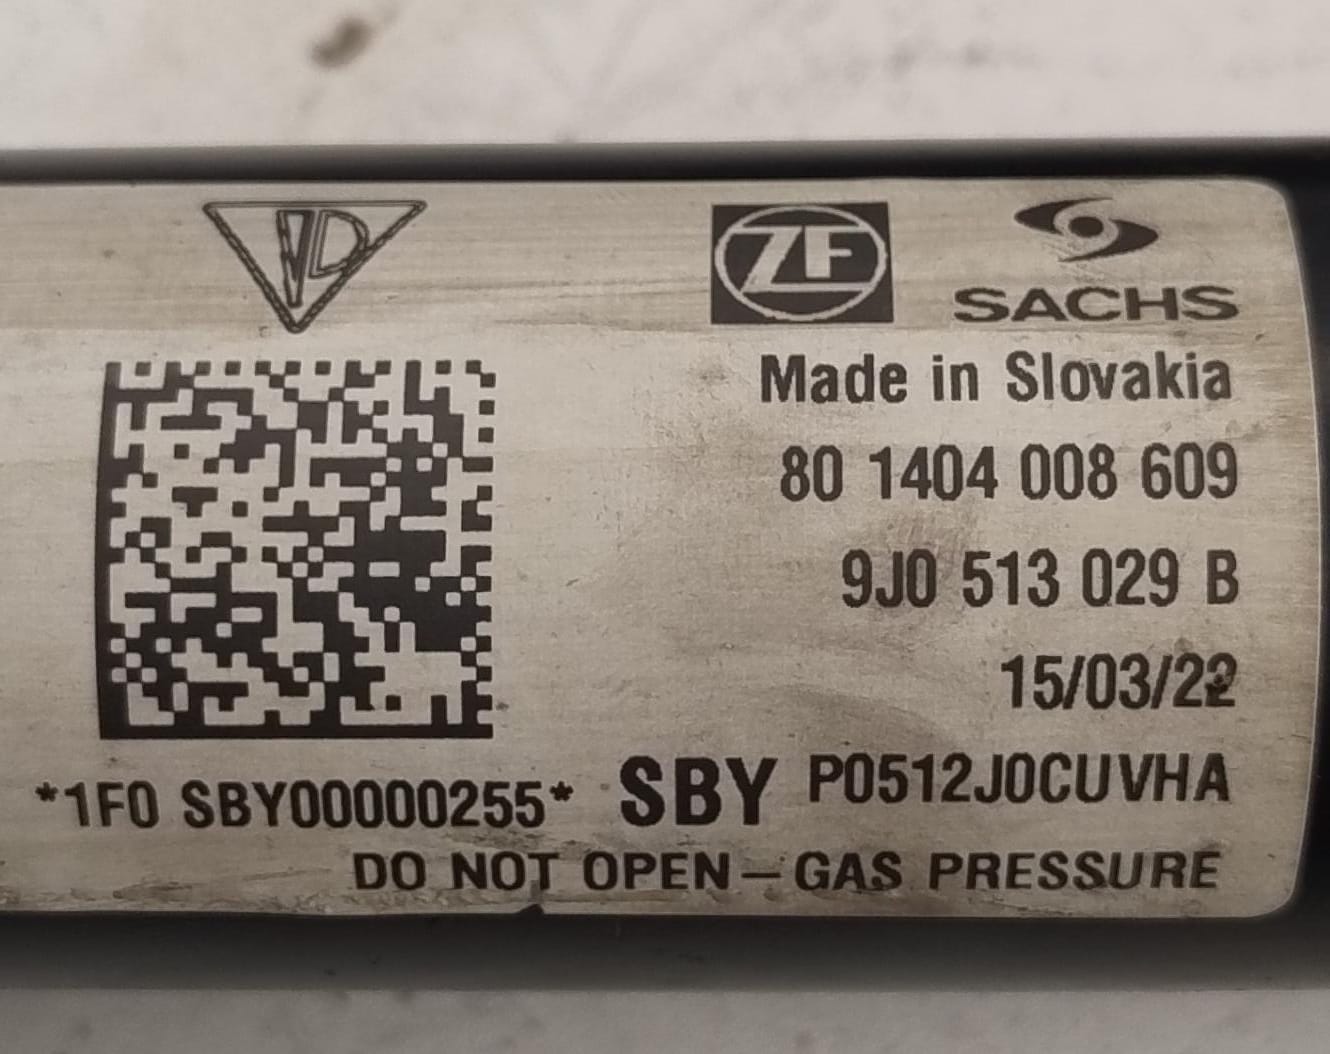 ZF
SACHS
Made in Slovakia
80 1404 008 609
9J0 513 029 B
15/03/22
*1F0 SBY00000255* SBY P0512J0CUVHA
DO NOT OPEN – GAS PRESSURE